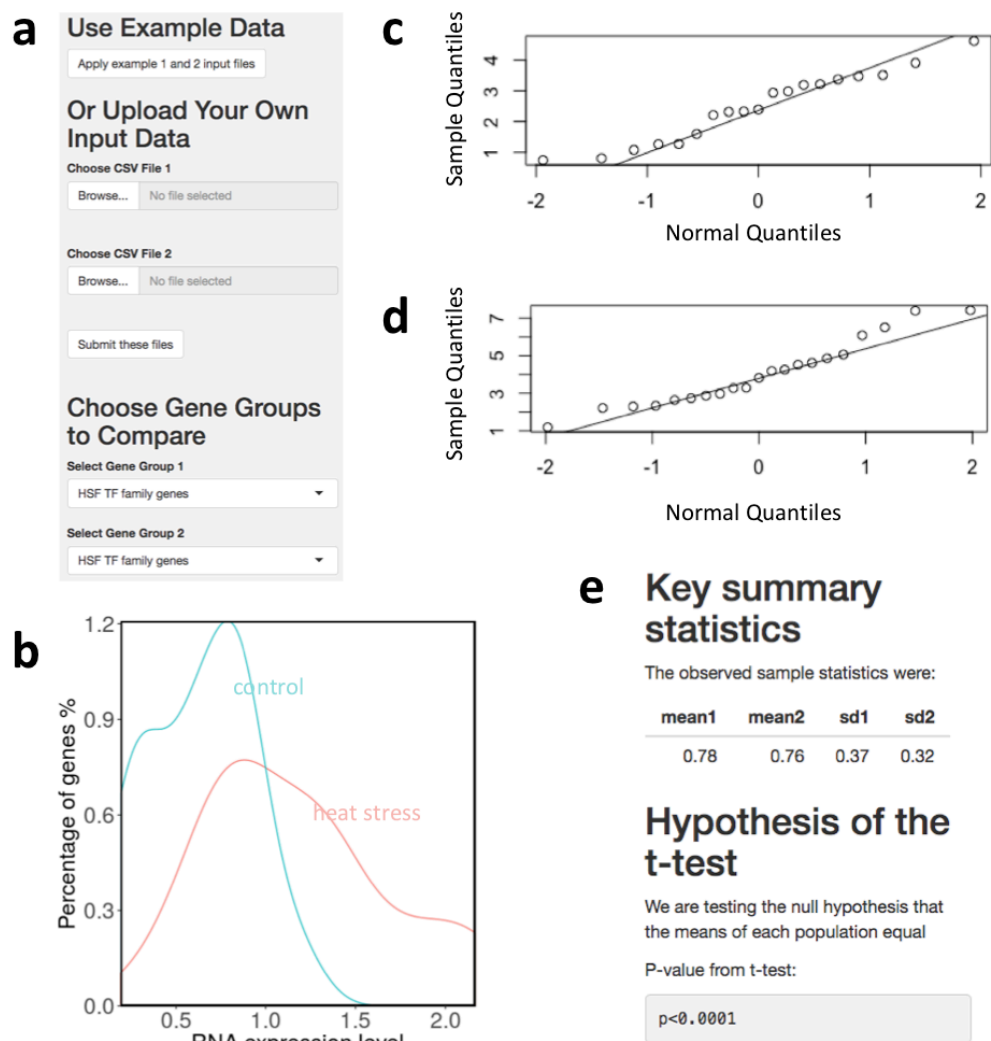 a
Use Example Data
Apply example 1 and 2 input files
Or Upload Your Own
Input Data
Choose CSV File 1
Browse... No file selected
Choose CSV File 2
Browse... No file selected
Submit these files
Choose Gene Groups
to Compare
Select Gene Group 1
HSF TF family genes
Select Gene Group 2
HSF TF family genes
b
Percentage of genes %
1.2
0.9
0.6
0.3
0.0
control
heat stress
0.5 1.0 1.5 2.0
RNA expression level
c
Sample Quantiles
4
3
2
1
-2 -1 0 1 2
Normal Quantiles
d
Sample Quantiles
7
5
3
1
-2 -1 0 1 2
Normal Quantiles
e
Key summary
statistics
The observed sample statistics were:
mean1 mean2 sd1 sd2
0.78 0.76 0.37 0.32
Hypothesis of the
t-test
We are testing the null hypothesis that
the means of each population equal
P-value from t-test:
p<0.0001